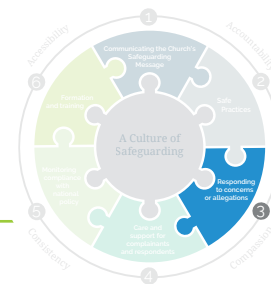 1
Communicating the Church's
Safeguarding
Message
Accountability
2
Safe
Practices
Responding
to concerns
or allegations
3
Compassion
4
Care and
support for
complainants
and respondents
Consistency
5
6
Formation
and training
Accessibility
A Culture of
Safeguarding